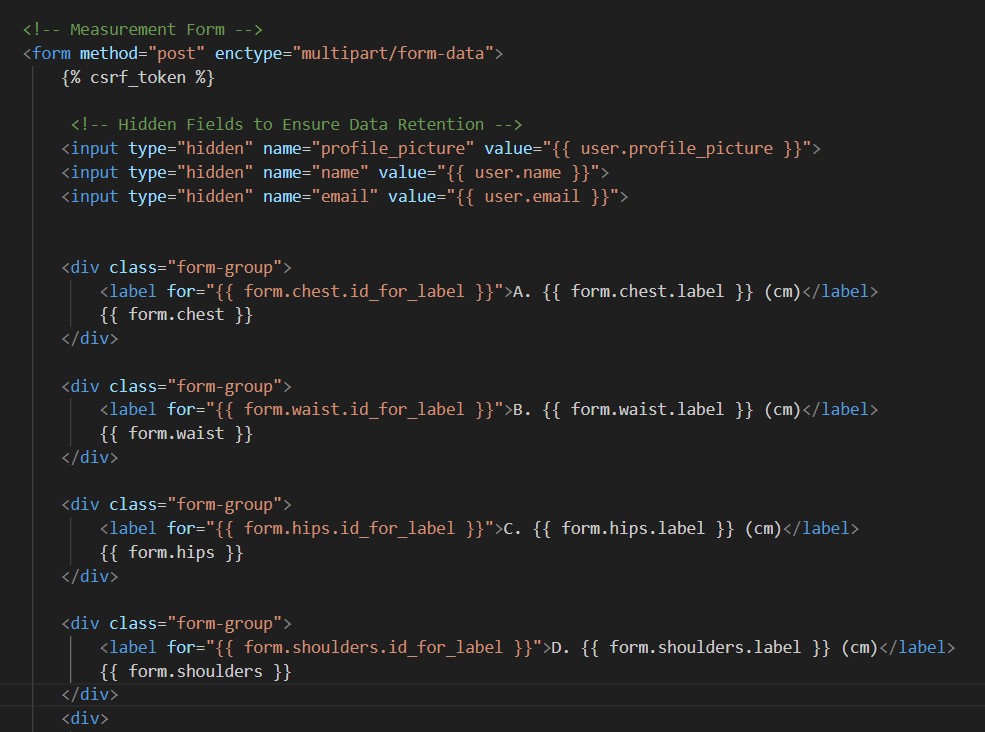 <!-- Measurement Form -->
<form method="post" enctype="multipart/form-data">
{% csrf_token %}
<!-- Hidden Fields to Ensure Data Retention -->
<input type="hidden" name="profile_picture" value="{{ user.profile_picture }}">
<input type="hidden" name="name" value="{{ user.name }}">
<input type="hidden" name="email" value="{{ user.email }}">
<div class="form-group">
<label for="{{ form.chest.id_for_label }}">A. {{ form.chest.label }} (cm)</label>
{{ form.chest }}
</div>
<div class="form-group">
<label for="{{ form.waist.id_for_label }}">B. {{ form.waist.label }} (cm)</label>
{{ form.waist }}
</div>
<div class="form-group">
<label for="{{ form.hips.id_for_label }}">C. {{ form.hips.label }} (cm)</label>
{{ form.hips }}
</div>
<div class="form-group">
<label for="{{ form.shoulders.id_for_label }}">D. {{ form.shoulders.label }} (cm)</label>
{{ form.shoulders }}
</div>
<div>